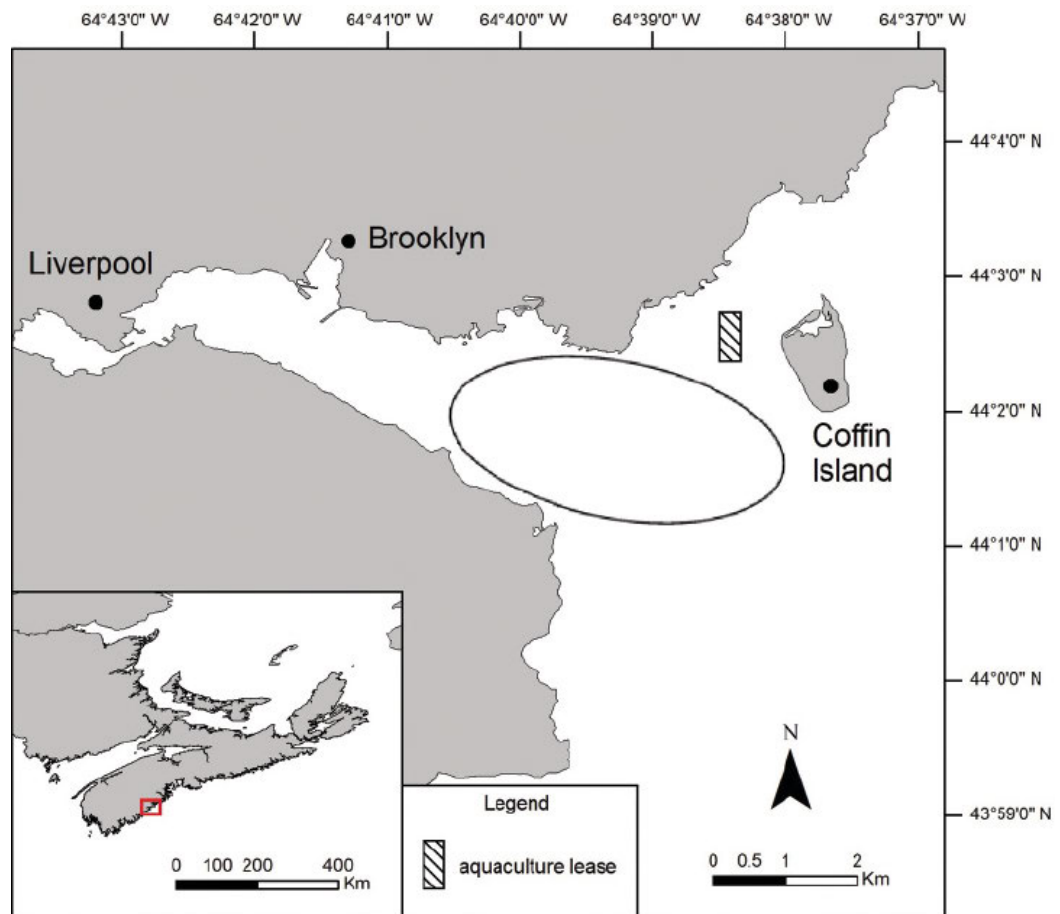 64°43'0" W 64°42'0" W 64°41'0" W 64°40'0" W 64°39'0" W 64°38'0" W 64°37'0" W
44°4'0" N
Brooklyn
Liverpool
44°3'0" N
44°2'0" N
Coffin
Island
44°1'0" N
44°0'0" N
N
43°59'0" N
Legend
aquaculture lease
0 100 200 400
Km
0 0.5 1 2
Km